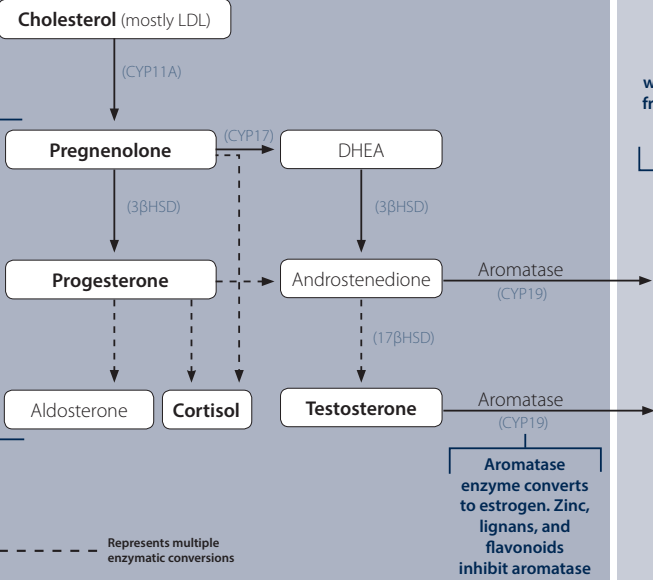 Cholesterol (mostly LDL)
(CYP11A)
Pregnenolone
(CYP17)
DHEA
(3βHSD)
(3βHSD)
Progesterone
Androstenedione
Aromatase
(CYP19)
(17βHSD)
Aldosterone
Cortisol
Testosterone
Aromatase
(CYP19)
Aromatase
enzyme converts
to estrogen. Zinc,
lignans, and
flavonoids
inhibit aromatase
Represents multiple
enzymatic conversions